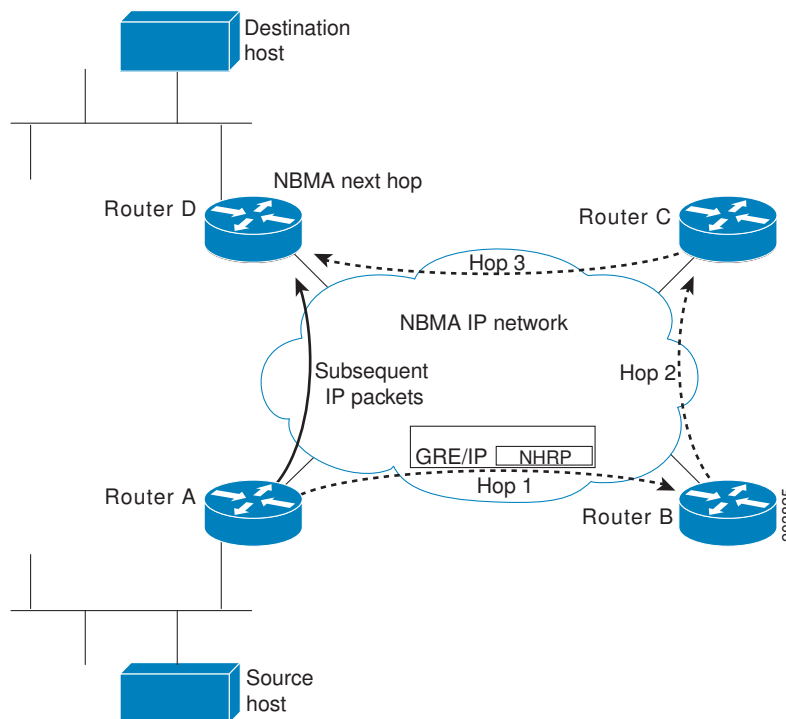 Destination
host
NBMA next hop
Router D
Router C
Hop 3
NBMA IP network
Subsequent
IP packets
Hop 2
GRE/IP
NHRP
Router A
Hop 1
Router B
Source
host